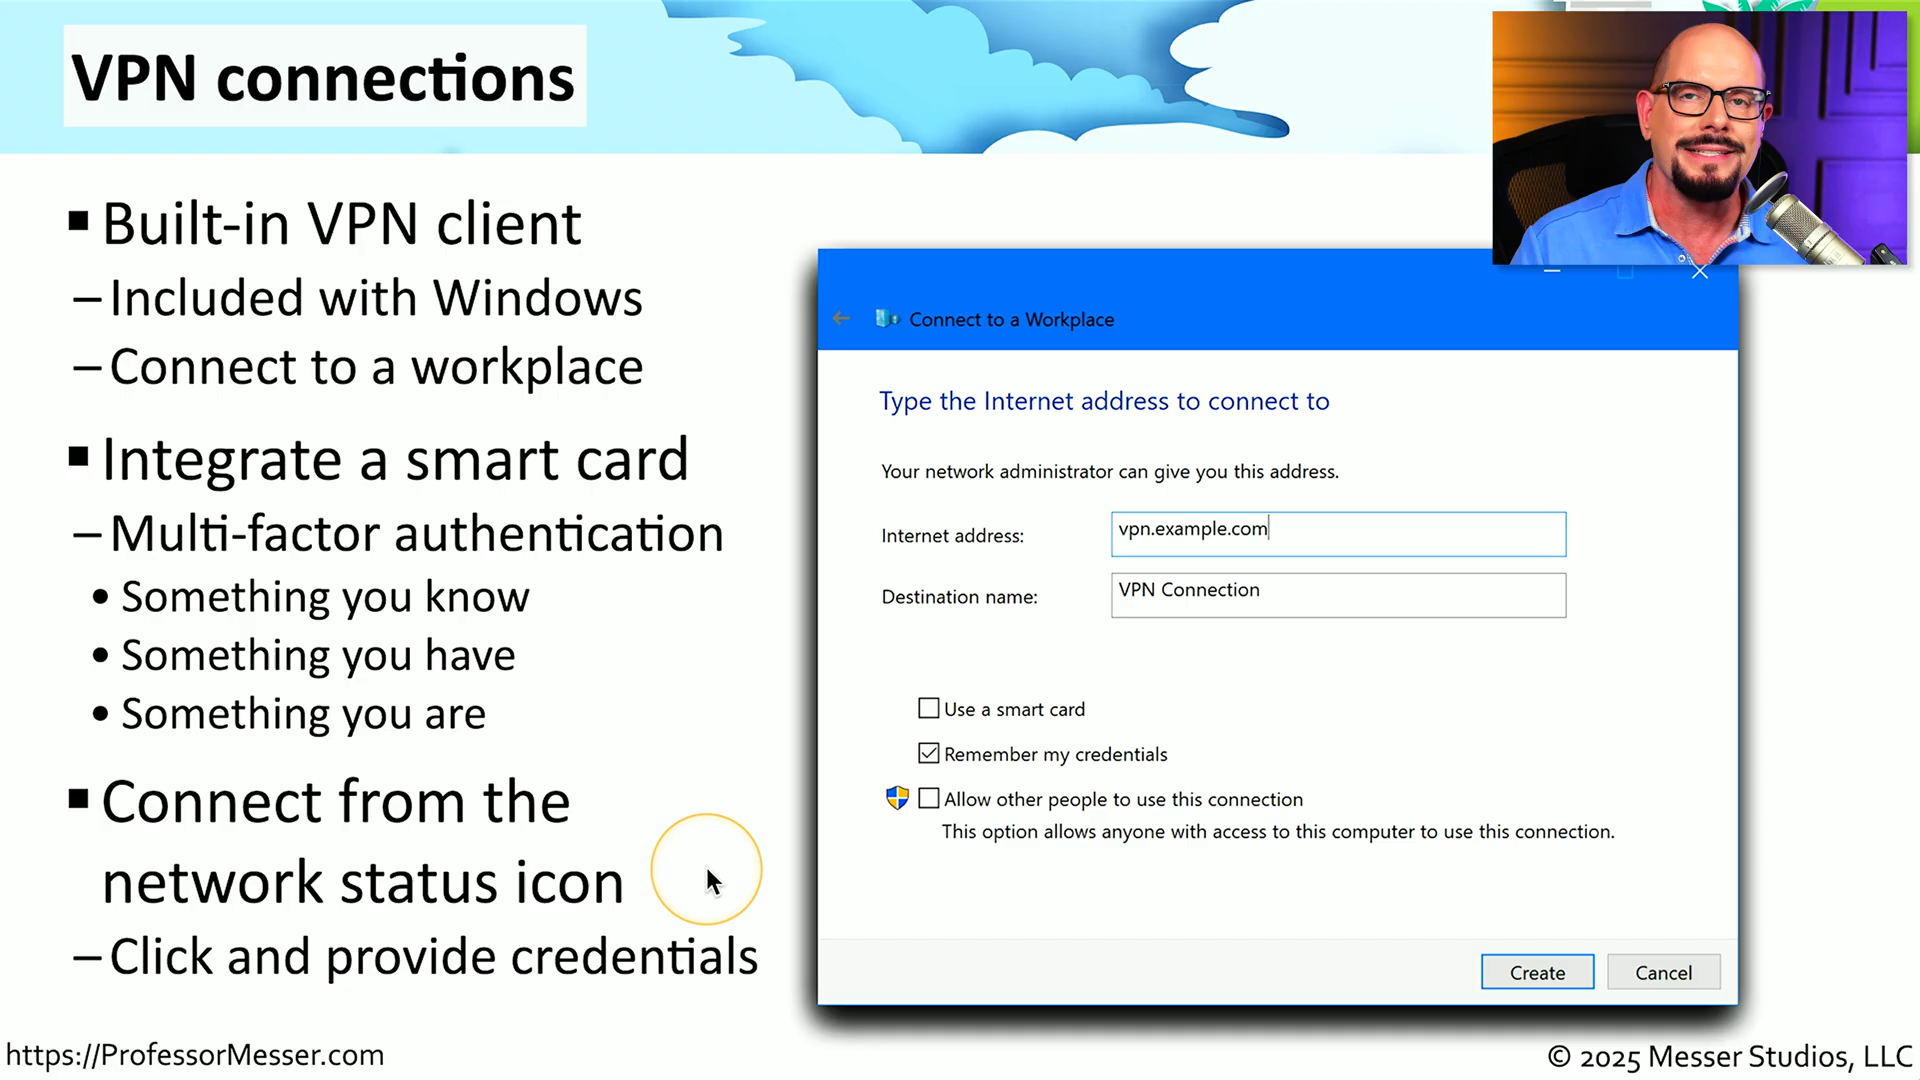 VPN connections
▪ Built-in VPN client
– Included with Windows
– Connect to a workplace
▪ Integrate a smart card
– Multi-factor authentication
• Something you know
• Something you have
• Something you are
▪ Connect from the
network status icon
– Click and provide credentials
Connect to a Workplace
Type the Internet address to connect to
Your network administrator can give you this address.
Internet address: vpn.example.com
Destination name: VPN Connection
Use a smart card
Remember my credentials
Allow other people to use this connection
This option allows anyone with access to this computer to use this connection.
Create Cancel
https://ProfessorMesser.com
© 2025 Messer Studios, LLC